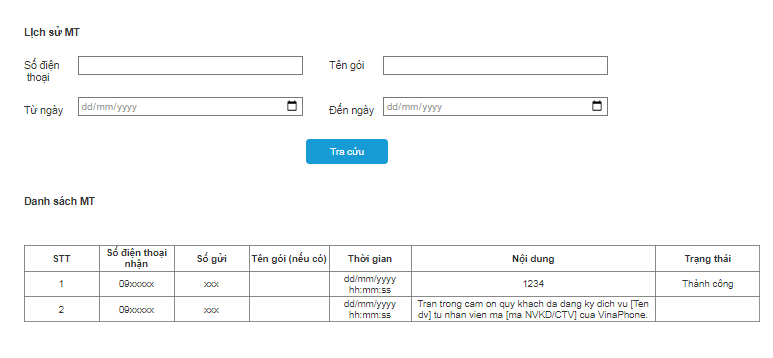 Lịch sử MT
Số điện thoại
Tên gói
Từ ngày dd/mm/yyyy
Đến ngày dd/mm/yyyy
Tra cứu
Danh sách MT
STT Số điện thoại nhận Số gửi Tên gói (nếu có) Thời gian Nội dung Trạng thái
1 09xxxxx xxx dd/mm/yyyy hh:mm:ss 1234 Thành công
2 09xxxxx xxx dd/mm/yyyy hh:mm:ss Tran trong cam on quy khach da dang ky dich vu [Ten dv] tu nhan vien ma [ma NVKD/CTV] cua VinaPhone.